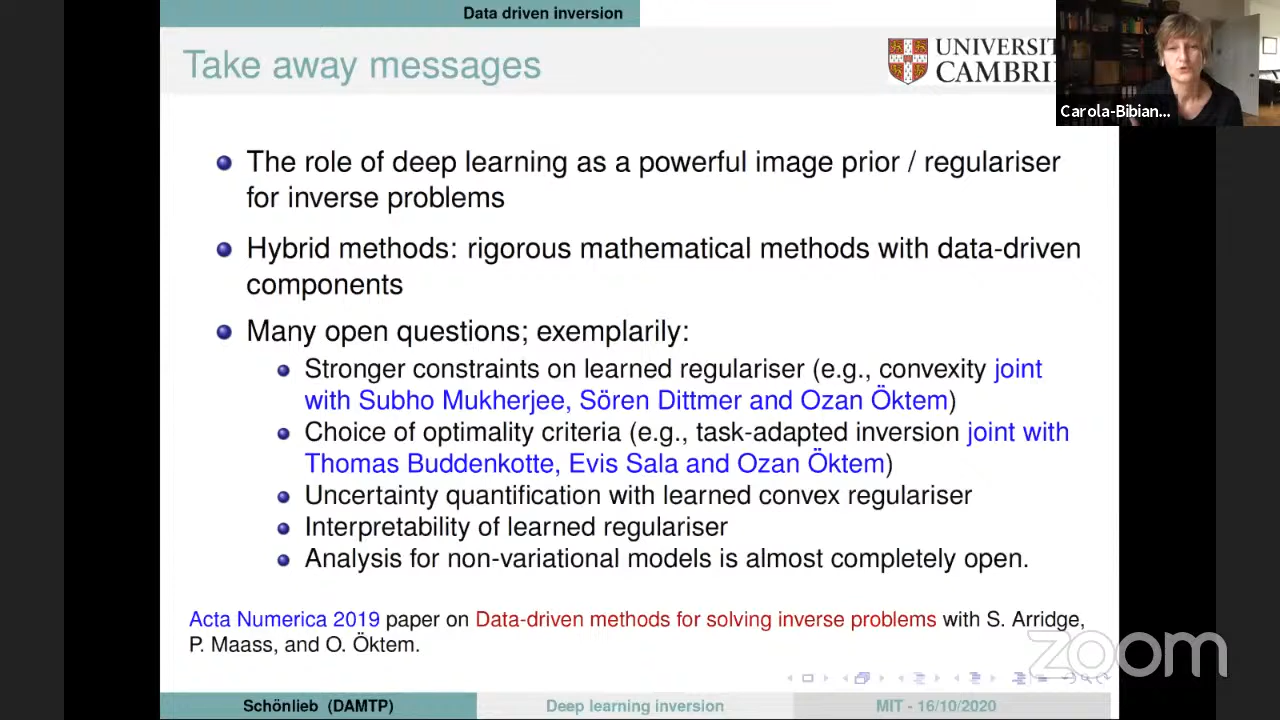 Data driven inversion
Take away messages
UNIVERSIT
CAMBRI
Carola-Bibian...
The role of deep learning as a powerful image prior / regulariser
for inverse problems
Hybrid methods: rigorous mathematical methods with data-driven
components
Many open questions; exemplarily:
Stronger constraints on learned regulariser (e.g., convexity joint
with Subho Mukherjee, Sören Dittmer and Ozan Öktem)
Choice of optimality criteria (e.g., task-adapted inversion joint with
Thomas Buddenkotte, Evis Sala and Ozan Öktem)
Uncertainty quantification with learned convex regulariser
Interpretability of learned regulariser
Analysis for non-variational models is almost completely open.
Acta Numerica 2019 paper on Data-driven methods for solving inverse problems with S. Arridge,
P. Maass, and O. Öktem.
zoom
Schönlieb (DAMTP) Deep learning inversion MIT - 16/10/2020